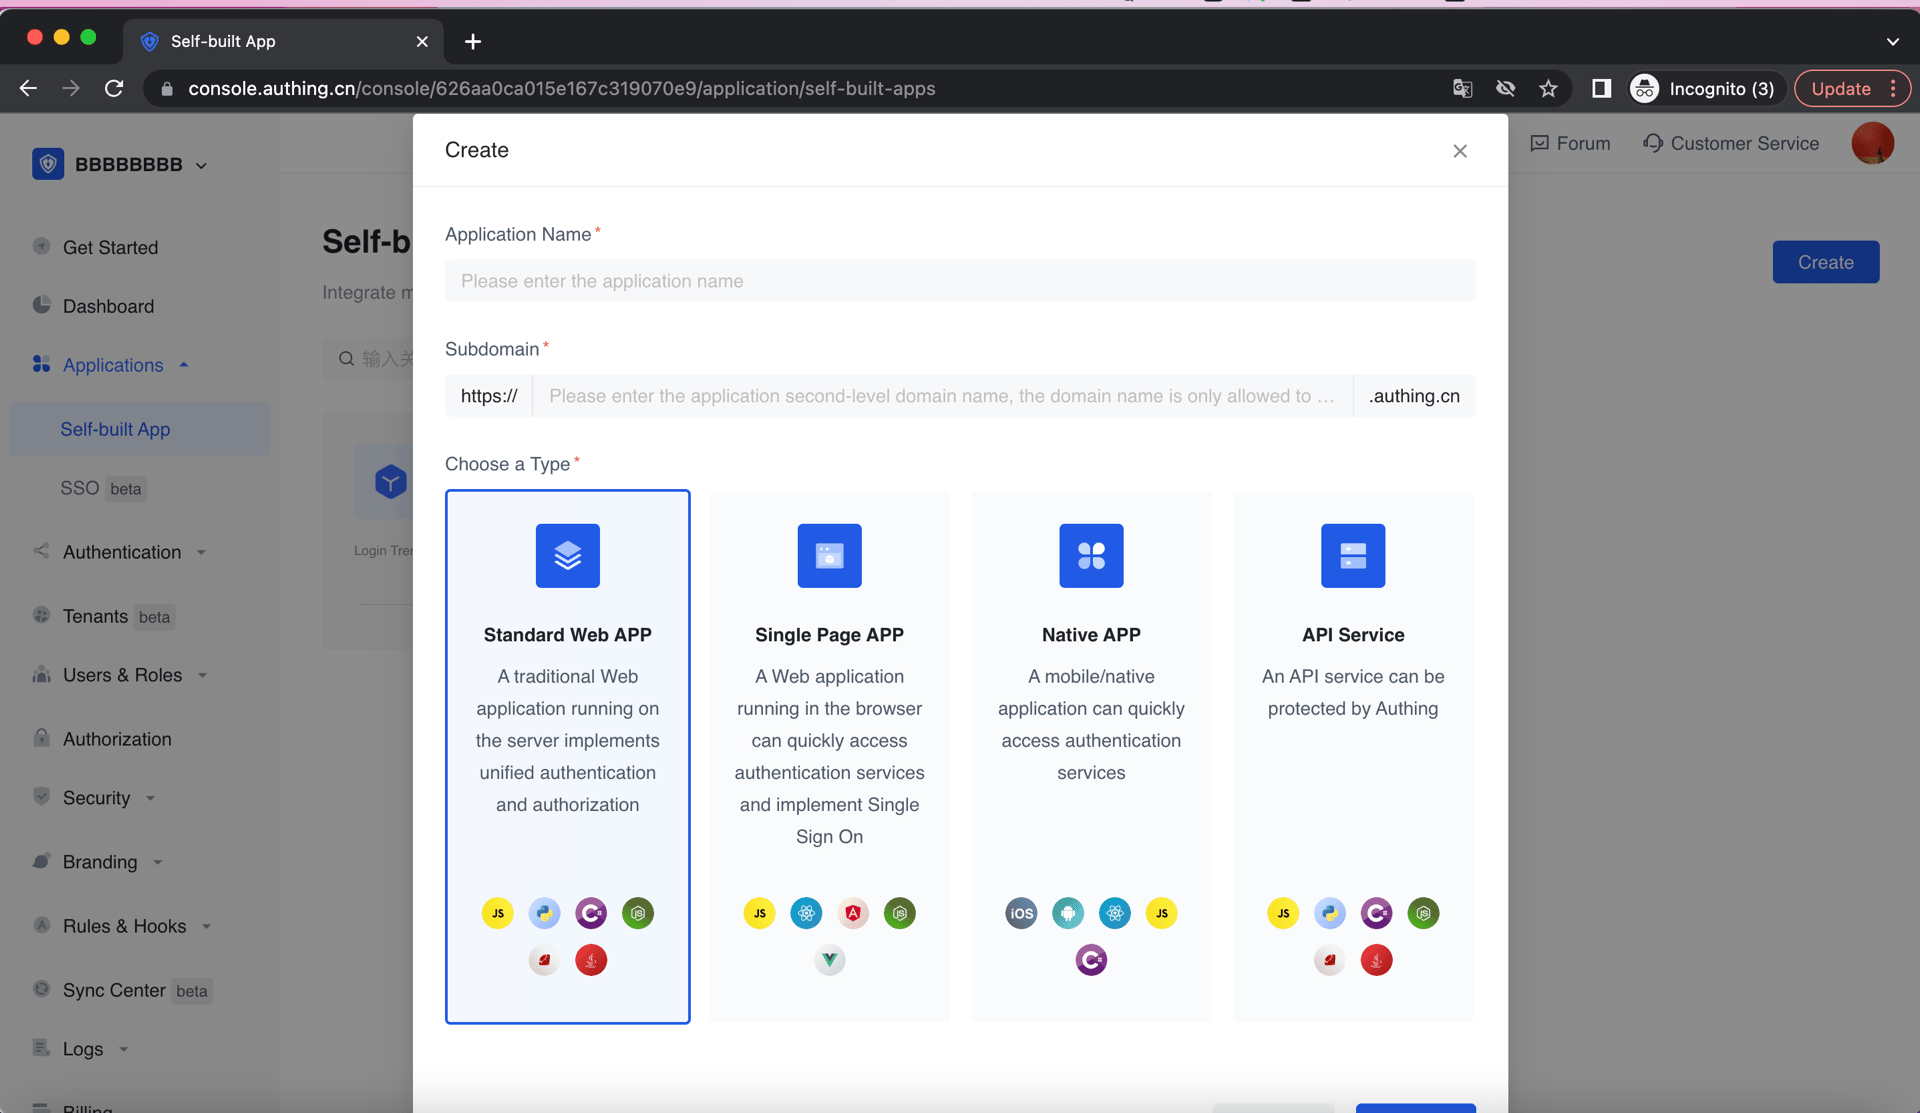 Self-built App
console.authing.cn/console/626aa0ca015e167c319070e9/application/self-built-apps
Incognito (3)
Update
BBBBBBBB
Forum
Customer Service
Get Started
Dashboard
Applications
Self-built App
SSO beta
Authentication
Tenants beta
Users & Roles
Authorization
Security
Branding
Rules & Hooks
Sync Center beta
Logs
Billing
Self-b
Integrate m
输入关
Login Tren
Create
Create
Application Name*
Please enter the application name
Subdomain*
https:// Please enter the application second-level domain name, the domain name is only allowed to ... .authing.cn
Choose a Type*
Standard Web APP
A traditional Web
application running on
the server implements
unified authentication
and authorization
JS
Single Page APP
A Web application
running in the browser
can quickly access
authentication services
and implement Single
Sign On
JS
Native APP
A mobile/native
application can quickly
access authentication
services
iOS
JS
API Service
An API service can be
protected by Authing
JS